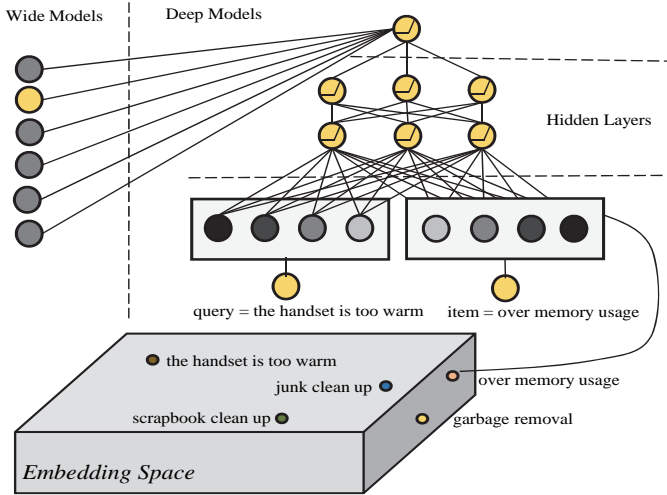 Wide Models
Deep Models
Hidden Layers
query = the handset is too warm
item = over memory usage
the handset is too warm
junk clean up
over memory usage
scrapbook clean up
garbage removal
Embedding Space